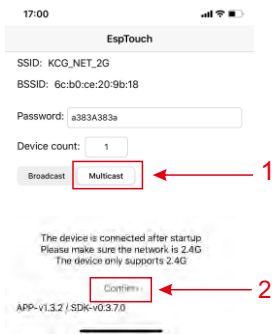 17:00
EspTouch
SSID: KCG_NET_2G
BSSID: 6c:b0:ce:20:9b:18
Password: a383A383a
Device count: 1
Broadcast Multicast 1
The device is connected after startup
Please make sure the network is 2.4G
The device only supports 2.4G
Confirm 2
APP-v1.3.2 / SDK-v0.3.7.0